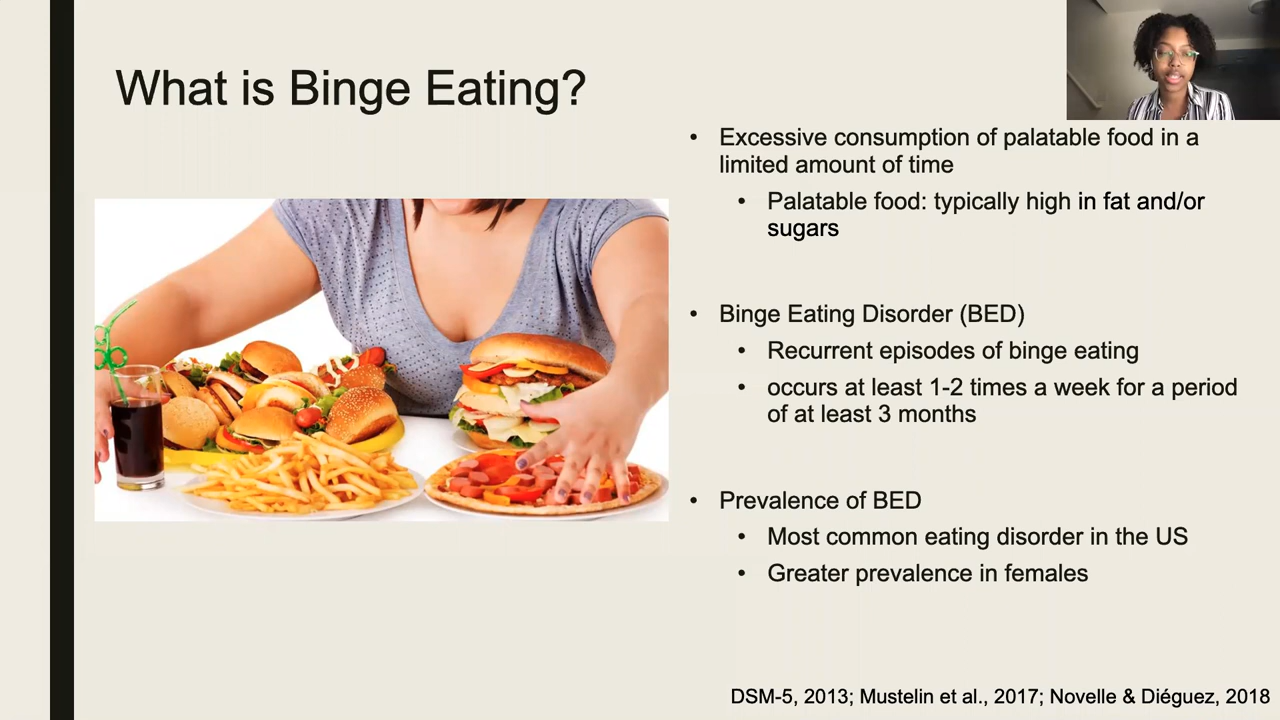 What is Binge Eating?
• Excessive consumption of palatable food in a
limited amount of time
• Palatable food: typically high in fat and/or
sugars
• Binge Eating Disorder (BED)
• Recurrent episodes of binge eating
• occurs at least 1-2 times a week for a period
of at least 3 months
• Prevalence of BED
• Most common eating disorder in the US
• Greater prevalence in females
DSM-5, 2013; Mustelin et al., 2017; Novelle & Diéguez, 2018